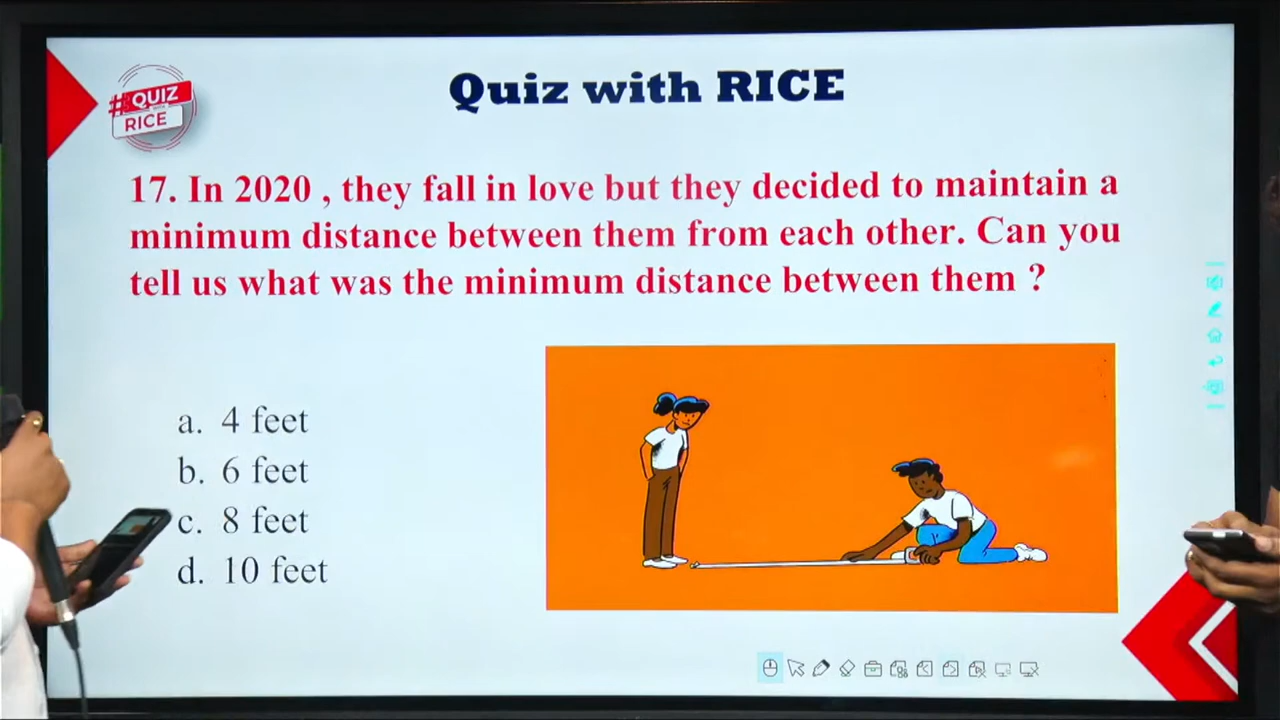 Quiz with RICE
#QUIZ
RICE
17. In 2020 , they fall in love but they decided to maintain a
minimum distance between them from each other. Can you
tell us what was the minimum distance between them ?
a. 4 feet
b. 6 feet
c. 8 feet
d. 10 feet